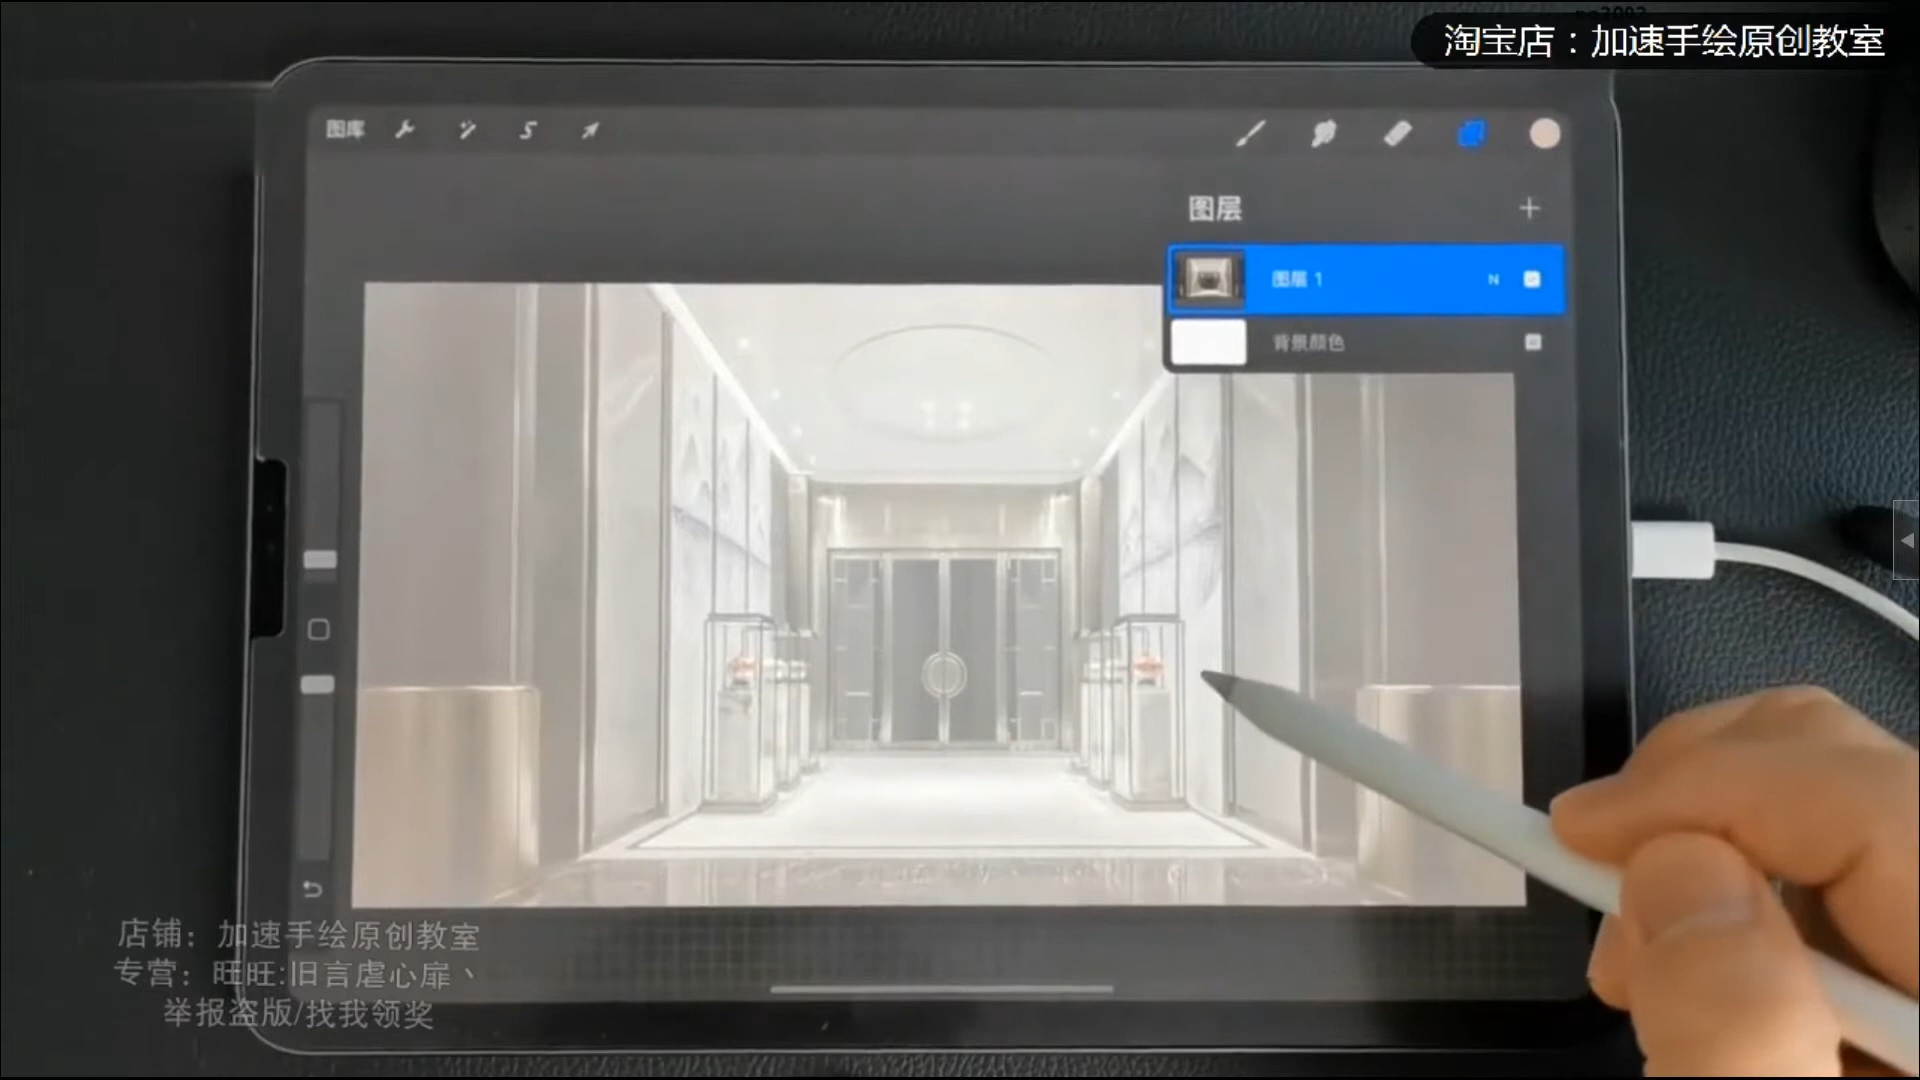 淘宝店：加速手绘原创教室
图库
S
图层
图层 1
N
背景颜色
店铺：加速手绘原创教室
专营：旺旺:旧言虐心扉丶
举报盗版/找我领奖